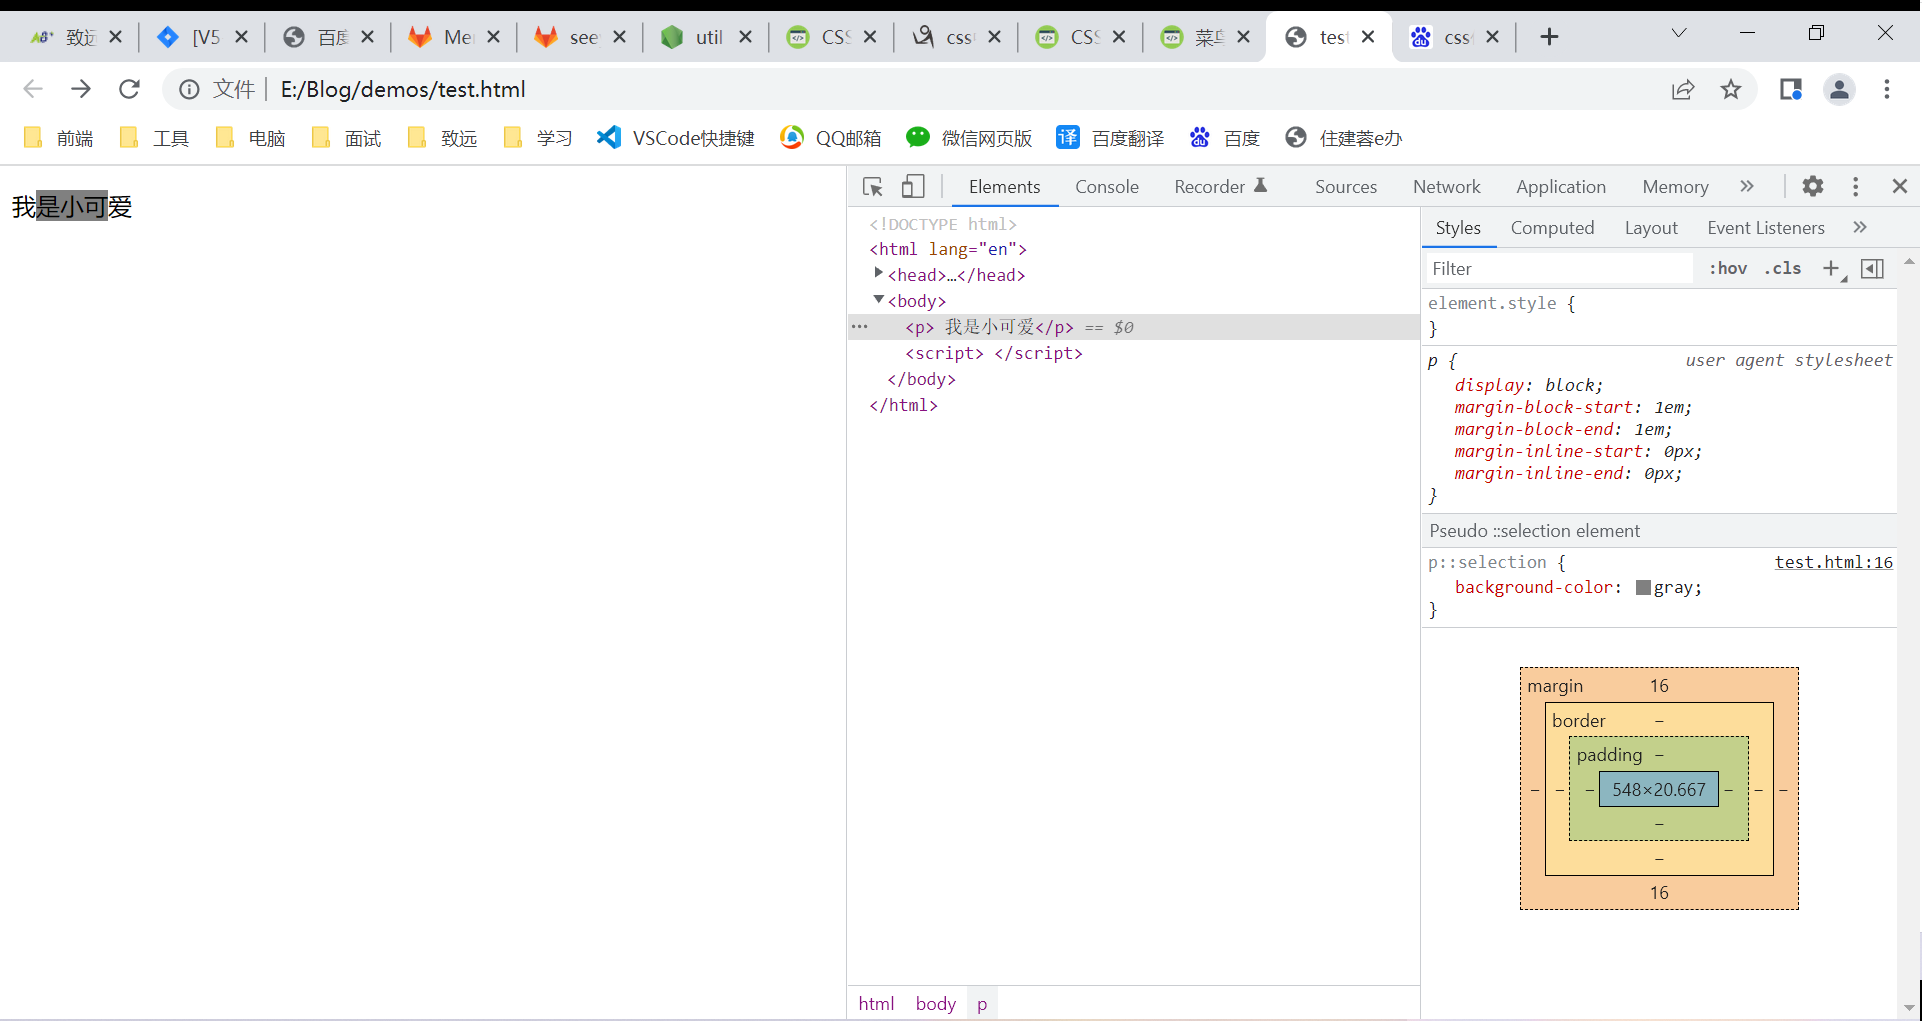 致远
[V5
百度
Me
see
util
CSS
css
CSS
菜鸟
test
css
文件 | E:/Blog/demos/test.html
前端 工具 电脑 面试 致远 学习 VSCode快捷键 QQ邮箱 微信网页版 译 百度翻译 百度 住建蓉e办
我是小可爱
Elements Console Recorder Sources Network Application Memory »
<!DOCTYPE html>
<html lang="en">
<head>…</head>
<body>
<p> 我是小可爱</p> == $0
<script> </script>
</body>
</html>
html body p
Styles Computed Layout Event Listeners »
Filter :hov .cls +
element.style {
}
p { user agent stylesheet
display: block;
margin-block-start: 1em;
margin-block-end: 1em;
margin-inline-start: 0px;
margin-inline-end: 0px;
}
Pseudo ::selection element
p::selection { test.html:16
background-color: gray;
}
margin 16
border –
padding –
– – – 548×20.667 – – –
–
–
16